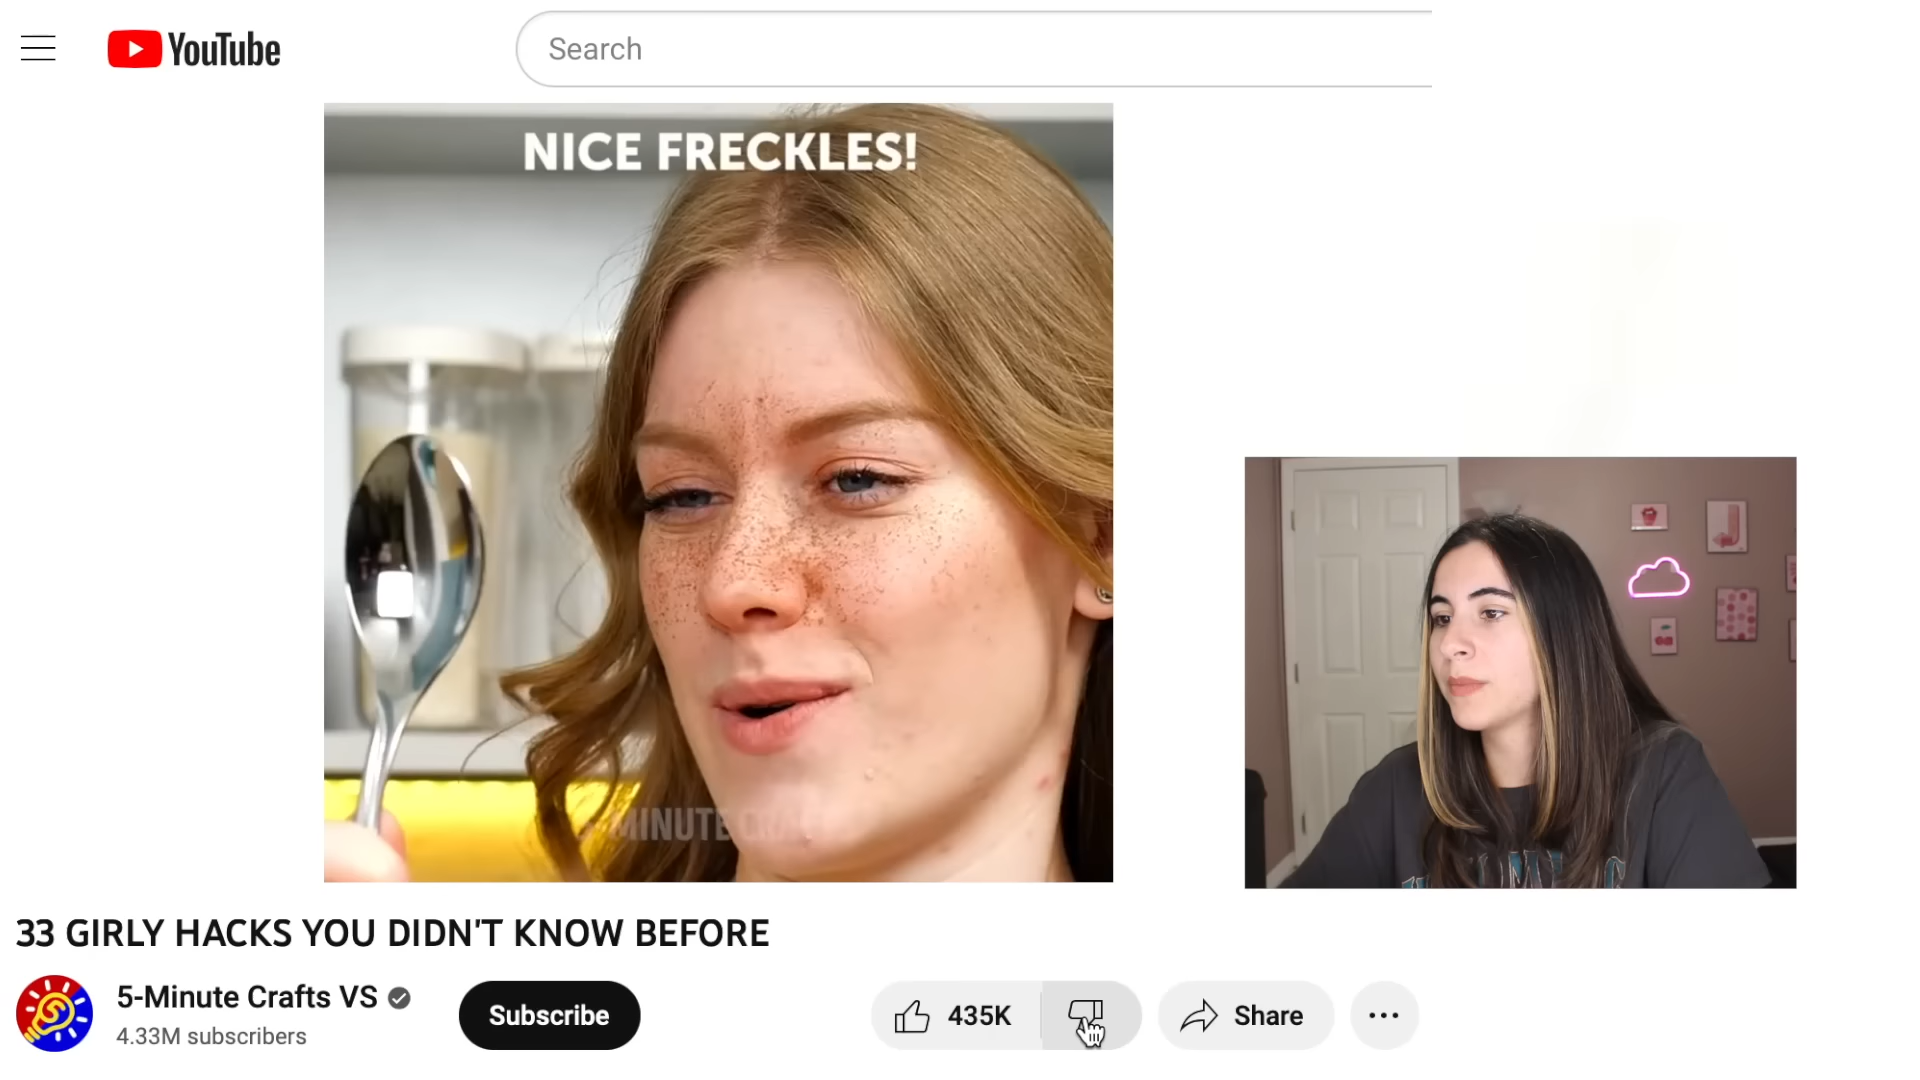 YouTube
Search
NICE FRECKLES!
MINUTE
33 GIRLY HACKS YOU DIDN'T KNOW BEFORE
5-Minute Crafts VS
4.33M subscribers
Subscribe
435K
Share